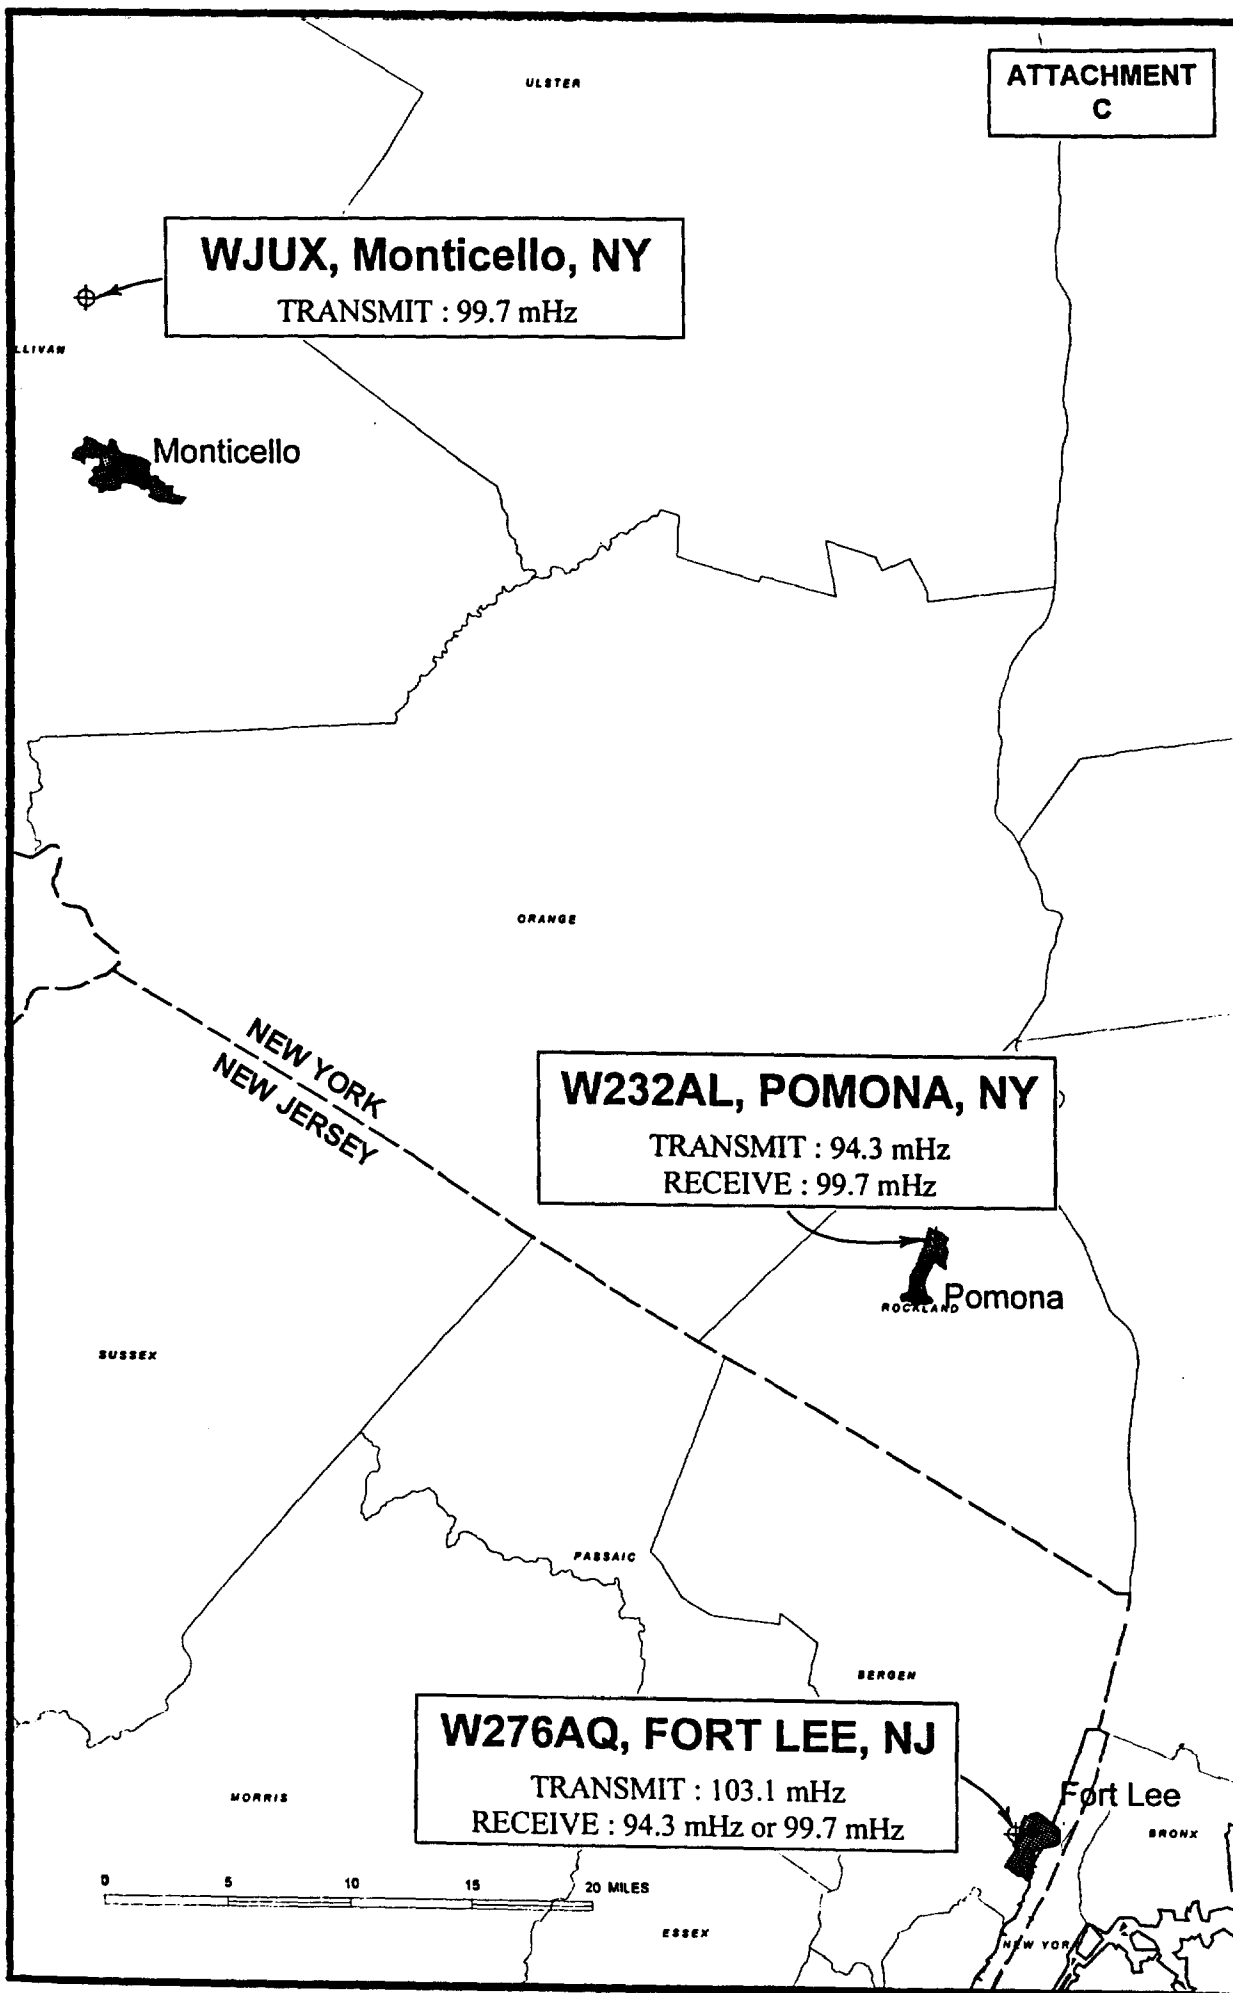 ULSTER
ATTACHMENT
C
WJUX, Monticello, NY
TRANSMIT : 99.7 mHz
LLIVAN
Monticello
ORANGE
NEW YORK
NEW JERSEY
W232AL, POMONA, NY
TRANSMIT : 94.3 mHz
RECEIVE : 99.7 mHz
ROCKLAND
Pomona
SUSSEX
PASSAIC
BERGEN
W276AQ, FORT LEE, NJ
TRANSMIT : 103.1 mHz
RECEIVE : 94.3 mHz or 99.7 mHz
Fort Lee
MORRIS
BRONX
0 5 10 15 20 MILES
ESSEX
NEW YOR